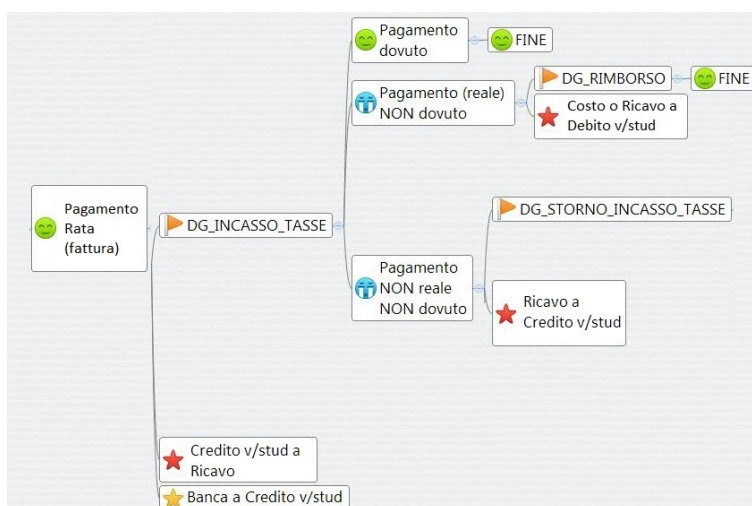 Pagamento
dovuto
FINE
Pagamento (reale)
NON dovuto
DG_RIMBORSO
FINE
Costo o Ricavo a
Debito v/stud
Pagamento
Rata
(fattura)
DG_INCASSO_TASSE
DG_STORNO_INCASSO_TASSE
Pagamento
NON reale
NON dovuto
Ricavo a
Credito v/stud
Credito v/stud a
Ricavo
Banca a Credito v/stud